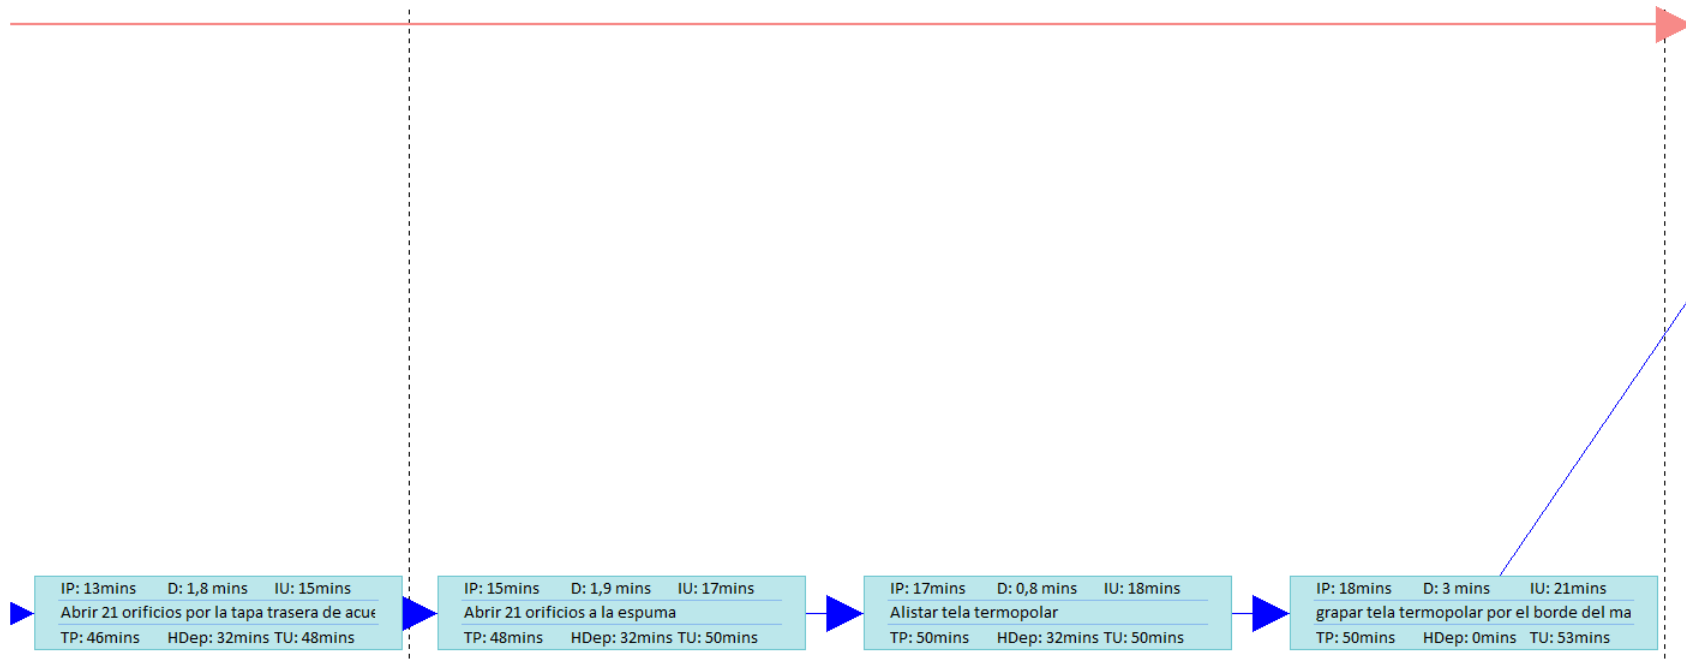 IP: 13mins D: 1,8 mins IU: 15mins
Abrir 21 orificios por la tapa trasera de acue
TP: 46mins HDep: 32mins TU: 48mins
IP: 15mins D: 1,9 mins IU: 17mins
Abrir 21 orificios a la espuma
TP: 48mins HDep: 32mins TU: 50mins
IP: 17mins D: 0,8 mins IU: 18mins
Alistar tela termopolar
TP: 50mins HDep: 32mins TU: 50mins
IP: 18mins D: 3 mins IU: 21mins
grapar tela termopolar por el borde del ma
TP: 50mins HDep: 0mins TU: 53mins